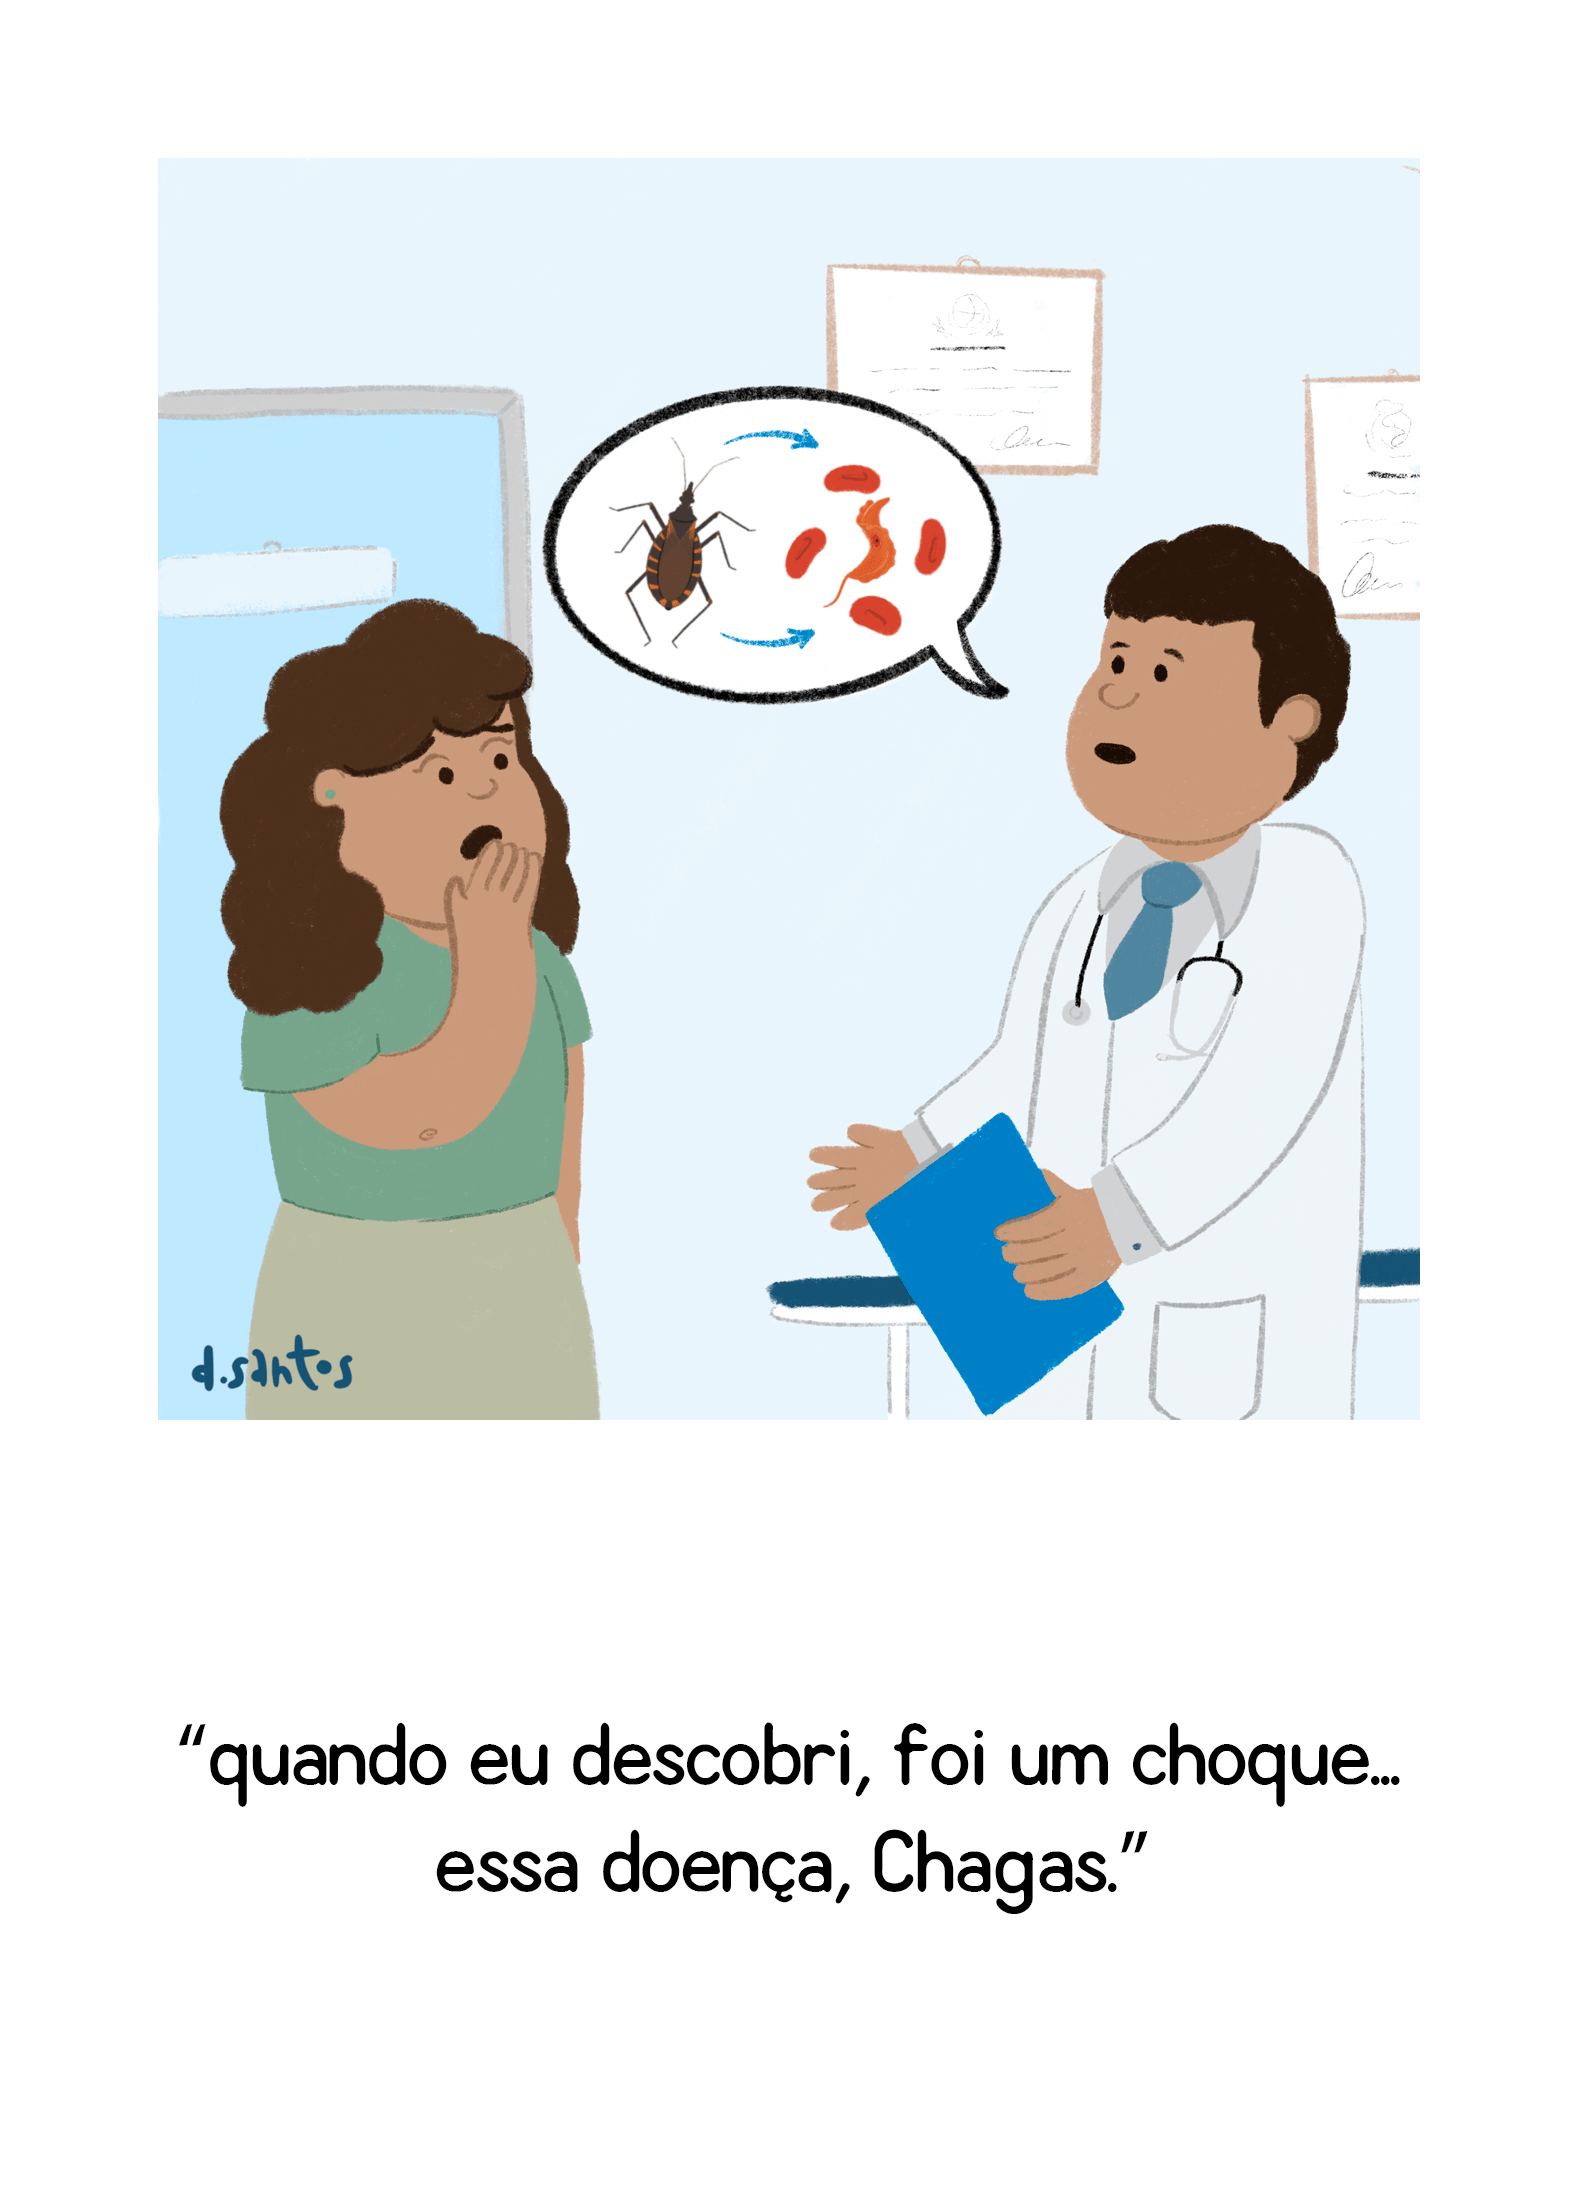 d.santos
“quando eu descobri, foi um choque...
essa doença, Chagas.”